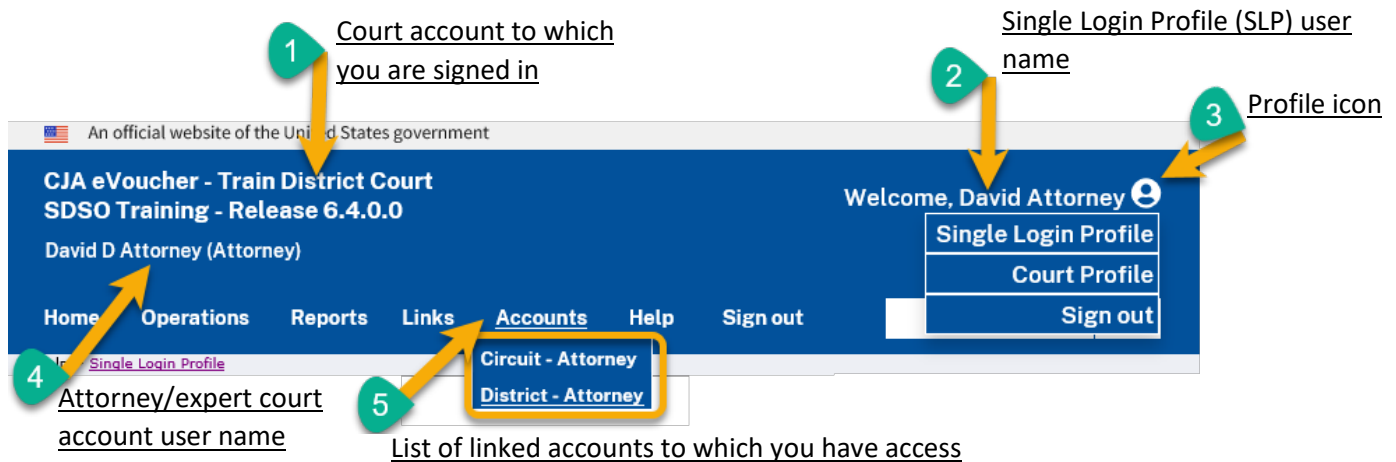 1
Court account to which
you are signed in
2
Single Login Profile (SLP) user
name
3
Profile icon
An official website of the United States government
CJA eVoucher - Train District Court
SDSO Training - Release 6.4.0.0
David D Attorney (Attorney)
Welcome, David Attorney
Single Login Profile
Court Profile
Sign out
Home Operations Reports Links Accounts Help Sign out
Single Login Profile
Circuit - Attorney
District - Attorney
4
Attorney/expert court
account user name
5
List of linked accounts to which you have access